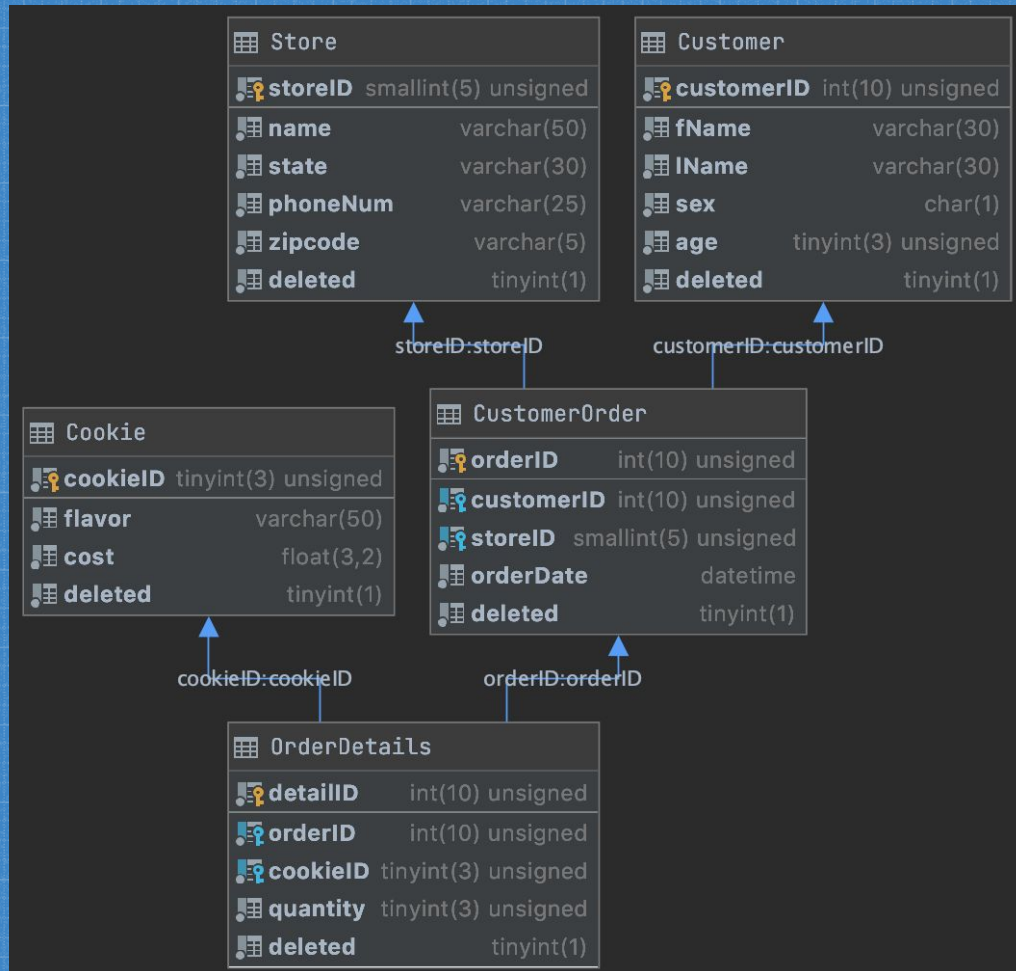 Store
storeID smallint(5) unsigned
name varchar(50)
state varchar(30)
phoneNum varchar(25)
zipcode varchar(5)
deleted tinyint(1)
Customer
customerID int(10) unsigned
fName varchar(30)
lName varchar(30)
sex char(1)
age tinyint(3) unsigned
deleted tinyint(1)
storeID:storeID
customerID:customerID
Cookie
cookieID tinyint(3) unsigned
flavor varchar(50)
cost float(3,2)
deleted tinyint(1)
CustomerOrder
orderID int(10) unsigned
customerID int(10) unsigned
storeID smallint(5) unsigned
orderDate datetime
deleted tinyint(1)
cookieID:cookieID
orderID:orderID
OrderDetails
detailID int(10) unsigned
orderID int(10) unsigned
cookieID tinyint(3) unsigned
quantity tinyint(3) unsigned
deleted tinyint(1)